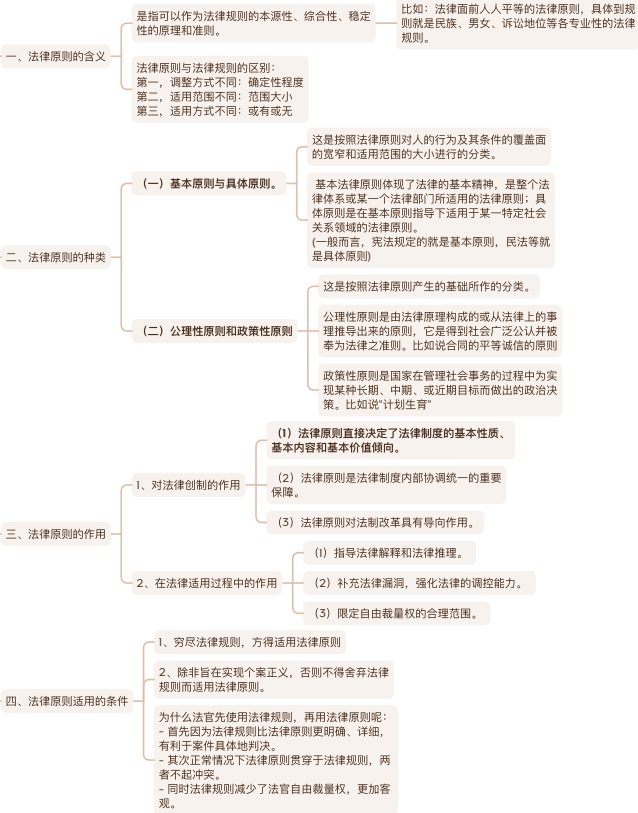 一、法律原则的含义
是指可以作为法律规则的本源性、综合性、稳定
性的原理和准则。
比如：法律面前人人平等的法律原则，具体到规
则就是民族、男女、诉讼地位等各专业性的法律
规则。
法律原则与法律规则的区别：
第一，调整方式不同：确定性程度
第二，适用范围不同：范围大小
第三，适用方式不同：或有或无
二、法律原则的种类
（一）基本原则与具体原则。
这是按照法律原则对人的行为及其条件的覆盖面
的宽窄和适用范围的大小进行的分类。
基本法律原则体现了法律的基本精神，是整个法
律体系或某一个法律部门所适用的法律原则；具
体原则是在基本原则指导下适用于某一特定社会
关系领域的法律原则。
(一般而言，宪法规定的就是基本原则，民法等就
是具体原则)
（二）公理性原则和政策性原则
这是按照法律原则产生的基础所作的分类。
公理性原则是由法律原理构成的或从法律上的事
理推导出来的原则，它是得到社会广泛公认并被
奉为法律之准则。比如说合同的平等诚信的原则
政策性原则是国家在管理社会事务的过程中为实
现某种长期、中期、或近期目标而做出的政治决
策。比如说“计划生育”
三、法律原则的作用
1、对法律创制的作用
（1）法律原则直接决定了法律制度的基本性质、
基本内容和基本价值倾向。
（2）法律原则是法律制度内部协调统一的重要
保障。
（3）法律原则对法制改革具有导向作用。
2、在法律适用过程中的作用
（1）指导法律解释和法律推理。
（2）补充法律漏洞，强化法律的调控能力。
（3）限定自由裁量权的合理范围。
四、法律原则适用的条件
1、穷尽法律规则，方得适用法律原则
2、除非旨在实现个案正义，否则不得舍弃法律
规则而适用法律原则。
为什么法官先使用法律规则，再用法律原则呢：
- 首先因为法律规则比法律原则更明确、详细，
有利于案件具体地判决。
- 其次正常情况下法律原则贯穿于法律规则，两
者不起冲突。
- 同时法律规则减少了法官自由裁量权，更加客
观。